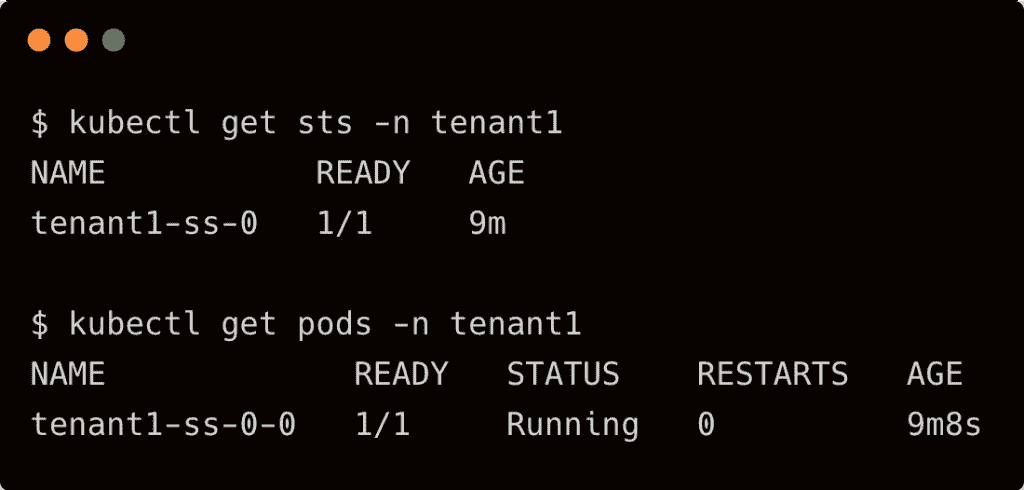 $ kubectl get sts -n tenant1
NAME           READY   AGE
tenant1-ss-0   1/1     9m

$ kubectl get pods -n tenant1
NAME             READY   STATUS    RESTARTS   AGE
tenant1-ss-0-0   1/1     Running   0          9m8s